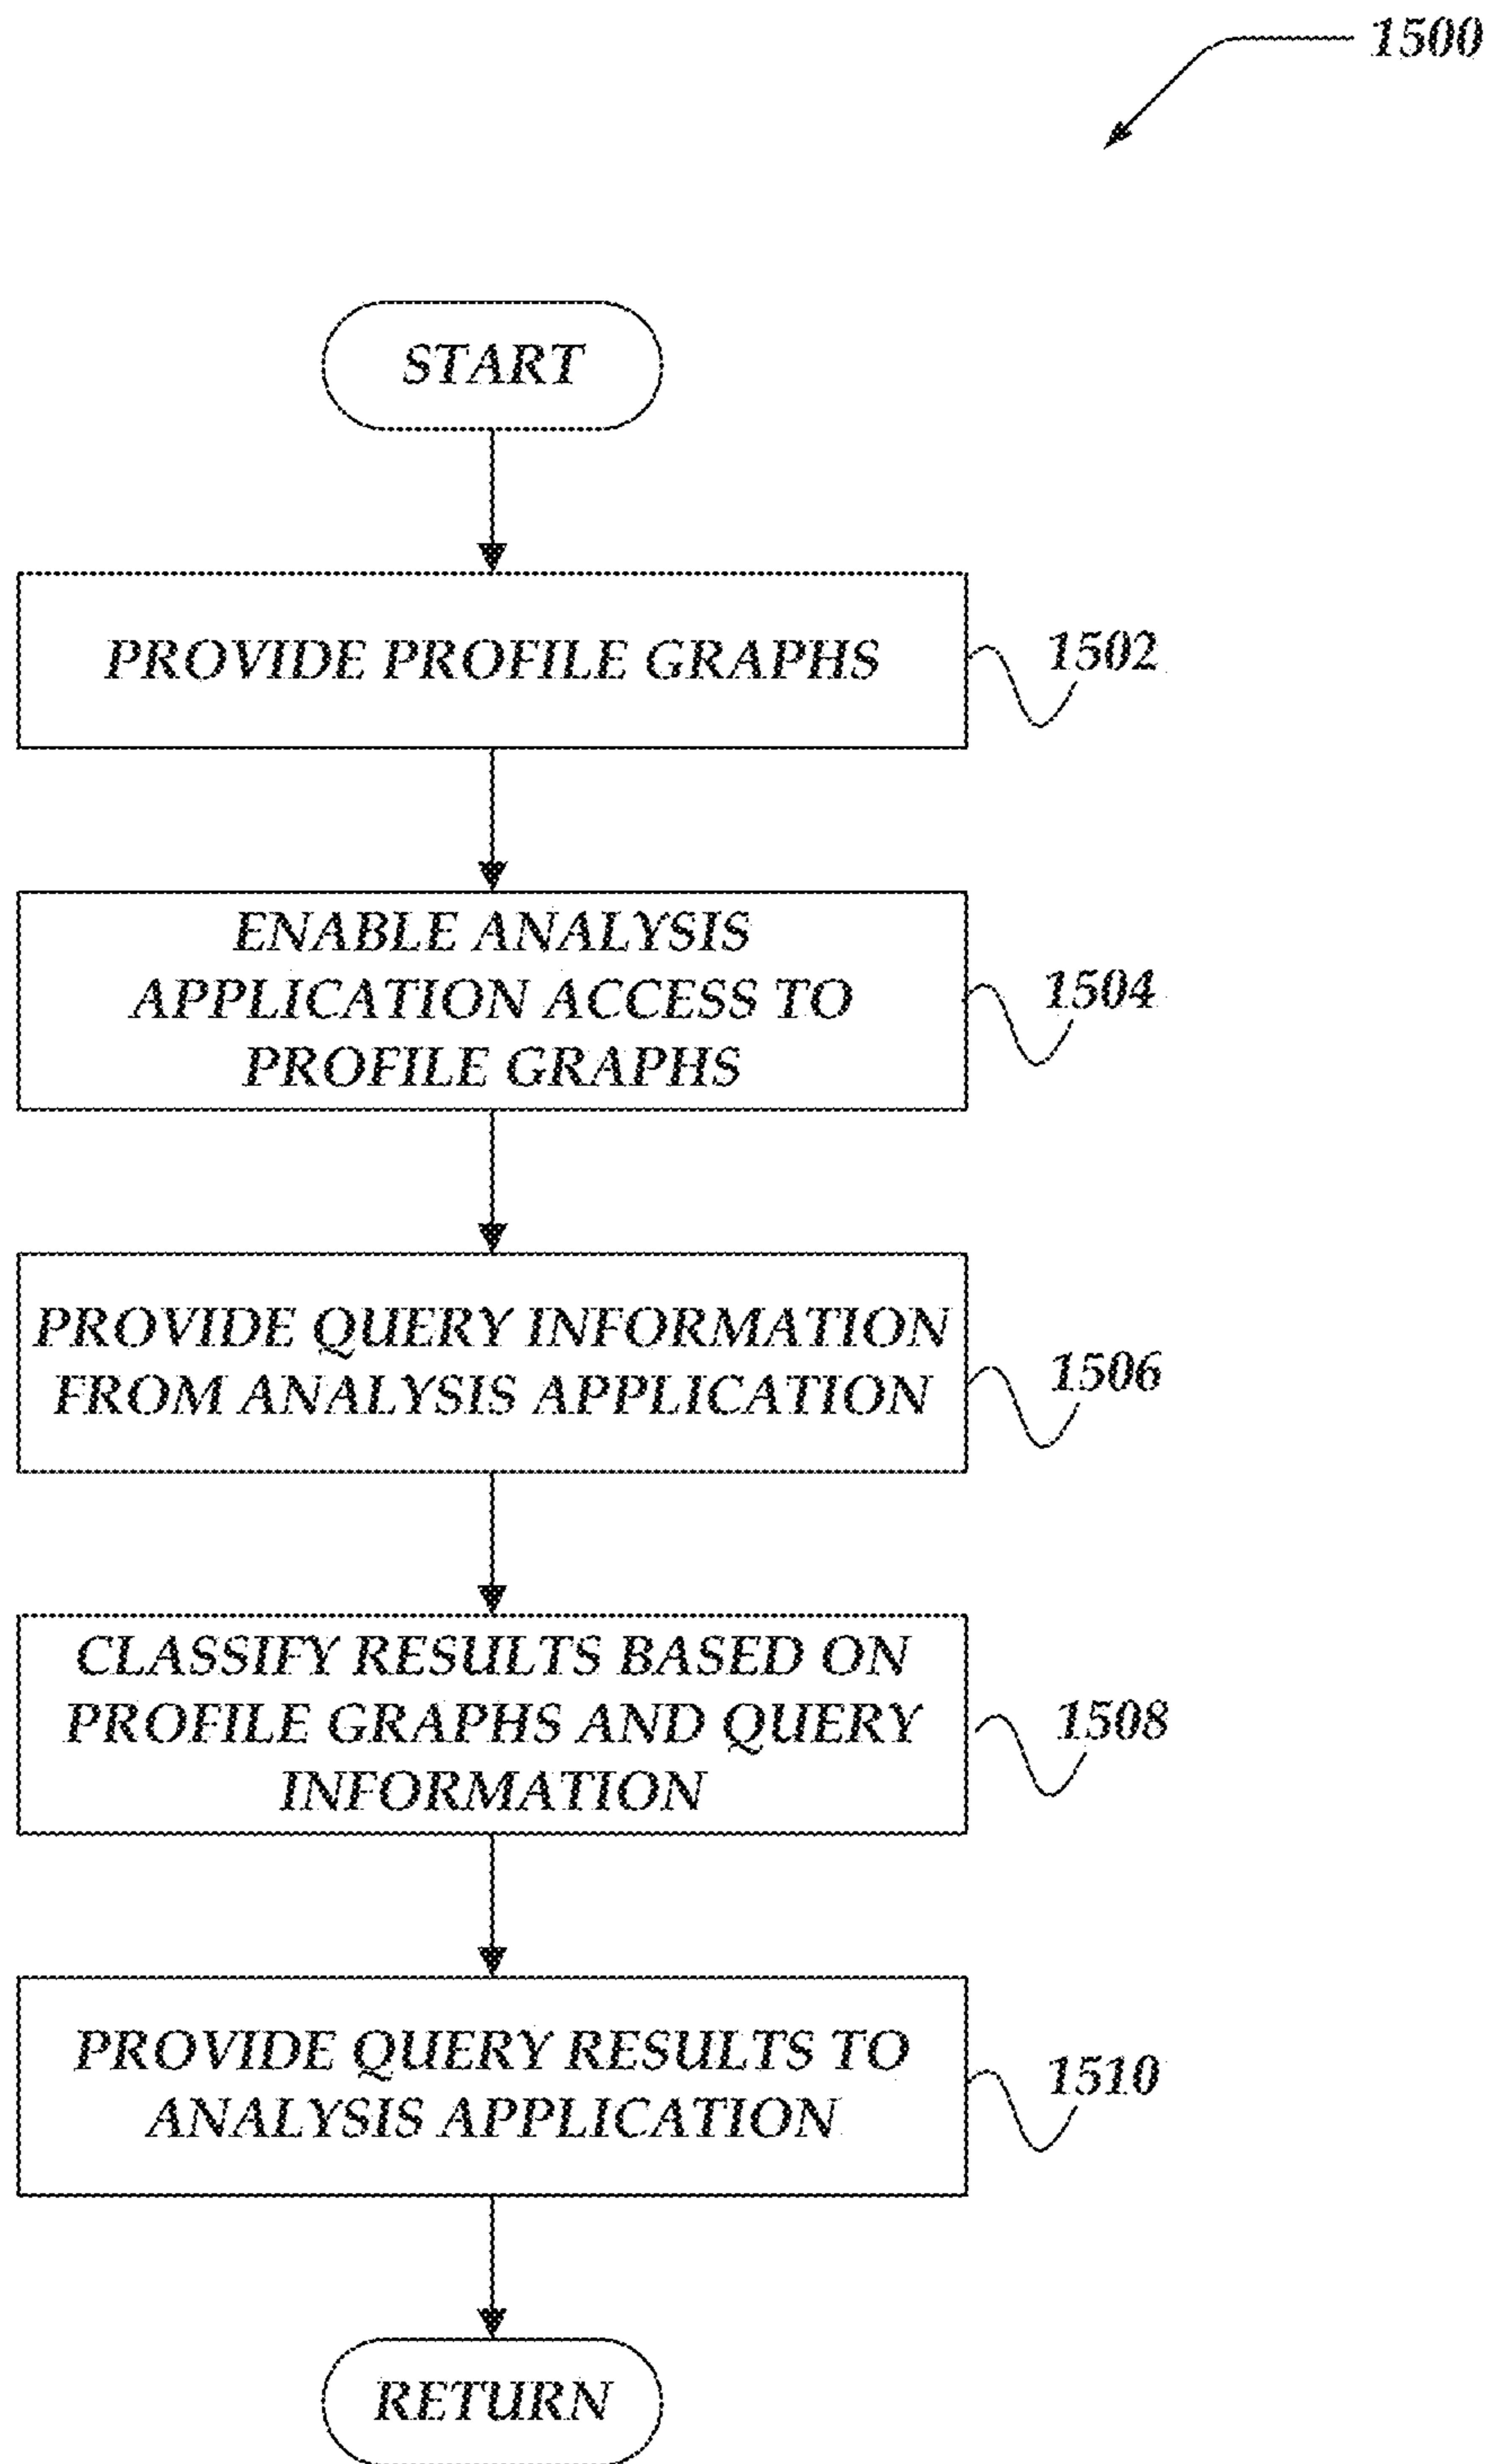 1500
START
PROVIDE PROFILE GRAPHS
1502
ENABLE ANALYSIS
APPLICATION ACCESS TO
PROFILE GRAPHS
1504
PROVIDE QUERY INFORMATION
FROM ANALYSIS APPLICATION
1506
CLASSIFY RESULTS BASED ON
PROFILE GRAPHS AND QUERY
INFORMATION
1508
PROVIDE QUERY RESULTS TO
ANALYSIS APPLICATION
1510
RETURN